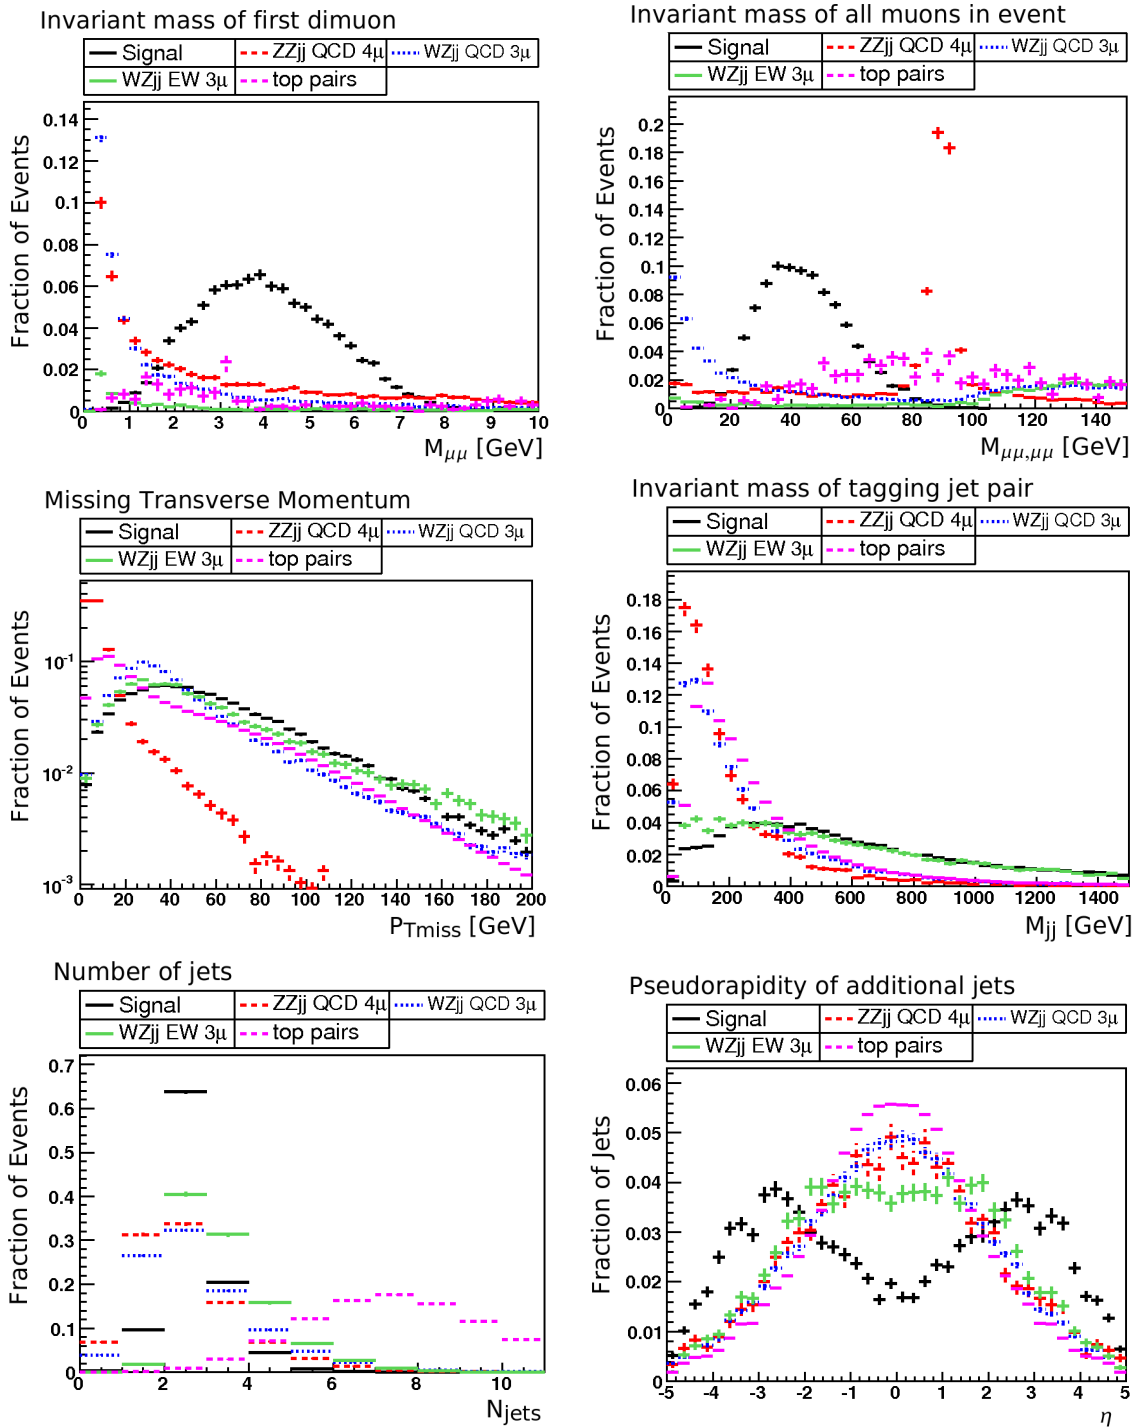 Invariant mass of first dimuon
Signal ZZjj QCD 4μ WZjj QCD 3μ
WZjj EW 3μ top pairs
Fraction of Events
0.14
0.12
0.1
0.08
0.06
0.04
0.02
0
0 1 2 3 4 5 6 7 8 9 10
Mμμ [GeV]
Invariant mass of all muons in event
Signal ZZjj QCD 4μ WZjj QCD 3μ
WZjj EW 3μ top pairs
Fraction of Events
0.2
0.18
0.16
0.14
0.12
0.1
0.08
0.06
0.04
0.02
0
0 20 40 60 80 100 120 140
Mμμ,μμ [GeV]
Missing Transverse Momentum
Signal ZZjj QCD 4μ WZjj QCD 3μ
WZjj EW 3μ top pairs
Fraction of Events
10-1
10-2
10-3
0 20 40 60 80 100 120 140 160 180 200
PTmiss [GeV]
Invariant mass of tagging jet pair
Signal ZZjj QCD 4μ WZjj QCD 3μ
WZjj EW 3μ top pairs
Fraction of Events
0.18
0.16
0.14
0.12
0.1
0.08
0.06
0.04
0.02
0
0 200 400 600 800 1000 1200 1400
Mjj [GeV]
Number of jets
Signal ZZjj QCD 4μ WZjj QCD 3μ
WZjj EW 3μ top pairs
Fraction of Events
0.7
0.6
0.5
0.4
0.3
0.2
0.1
0
0 2 4 6 8 10
Njets
Pseudorapidity of additional jets
Signal ZZjj QCD 4μ WZjj QCD 3μ
WZjj EW 3μ top pairs
Fraction of Jets
0.06
0.05
0.04
0.03
0.02
0.01
0
-5 -4 -3 -2 -1 0 1 2 3 4 5
η